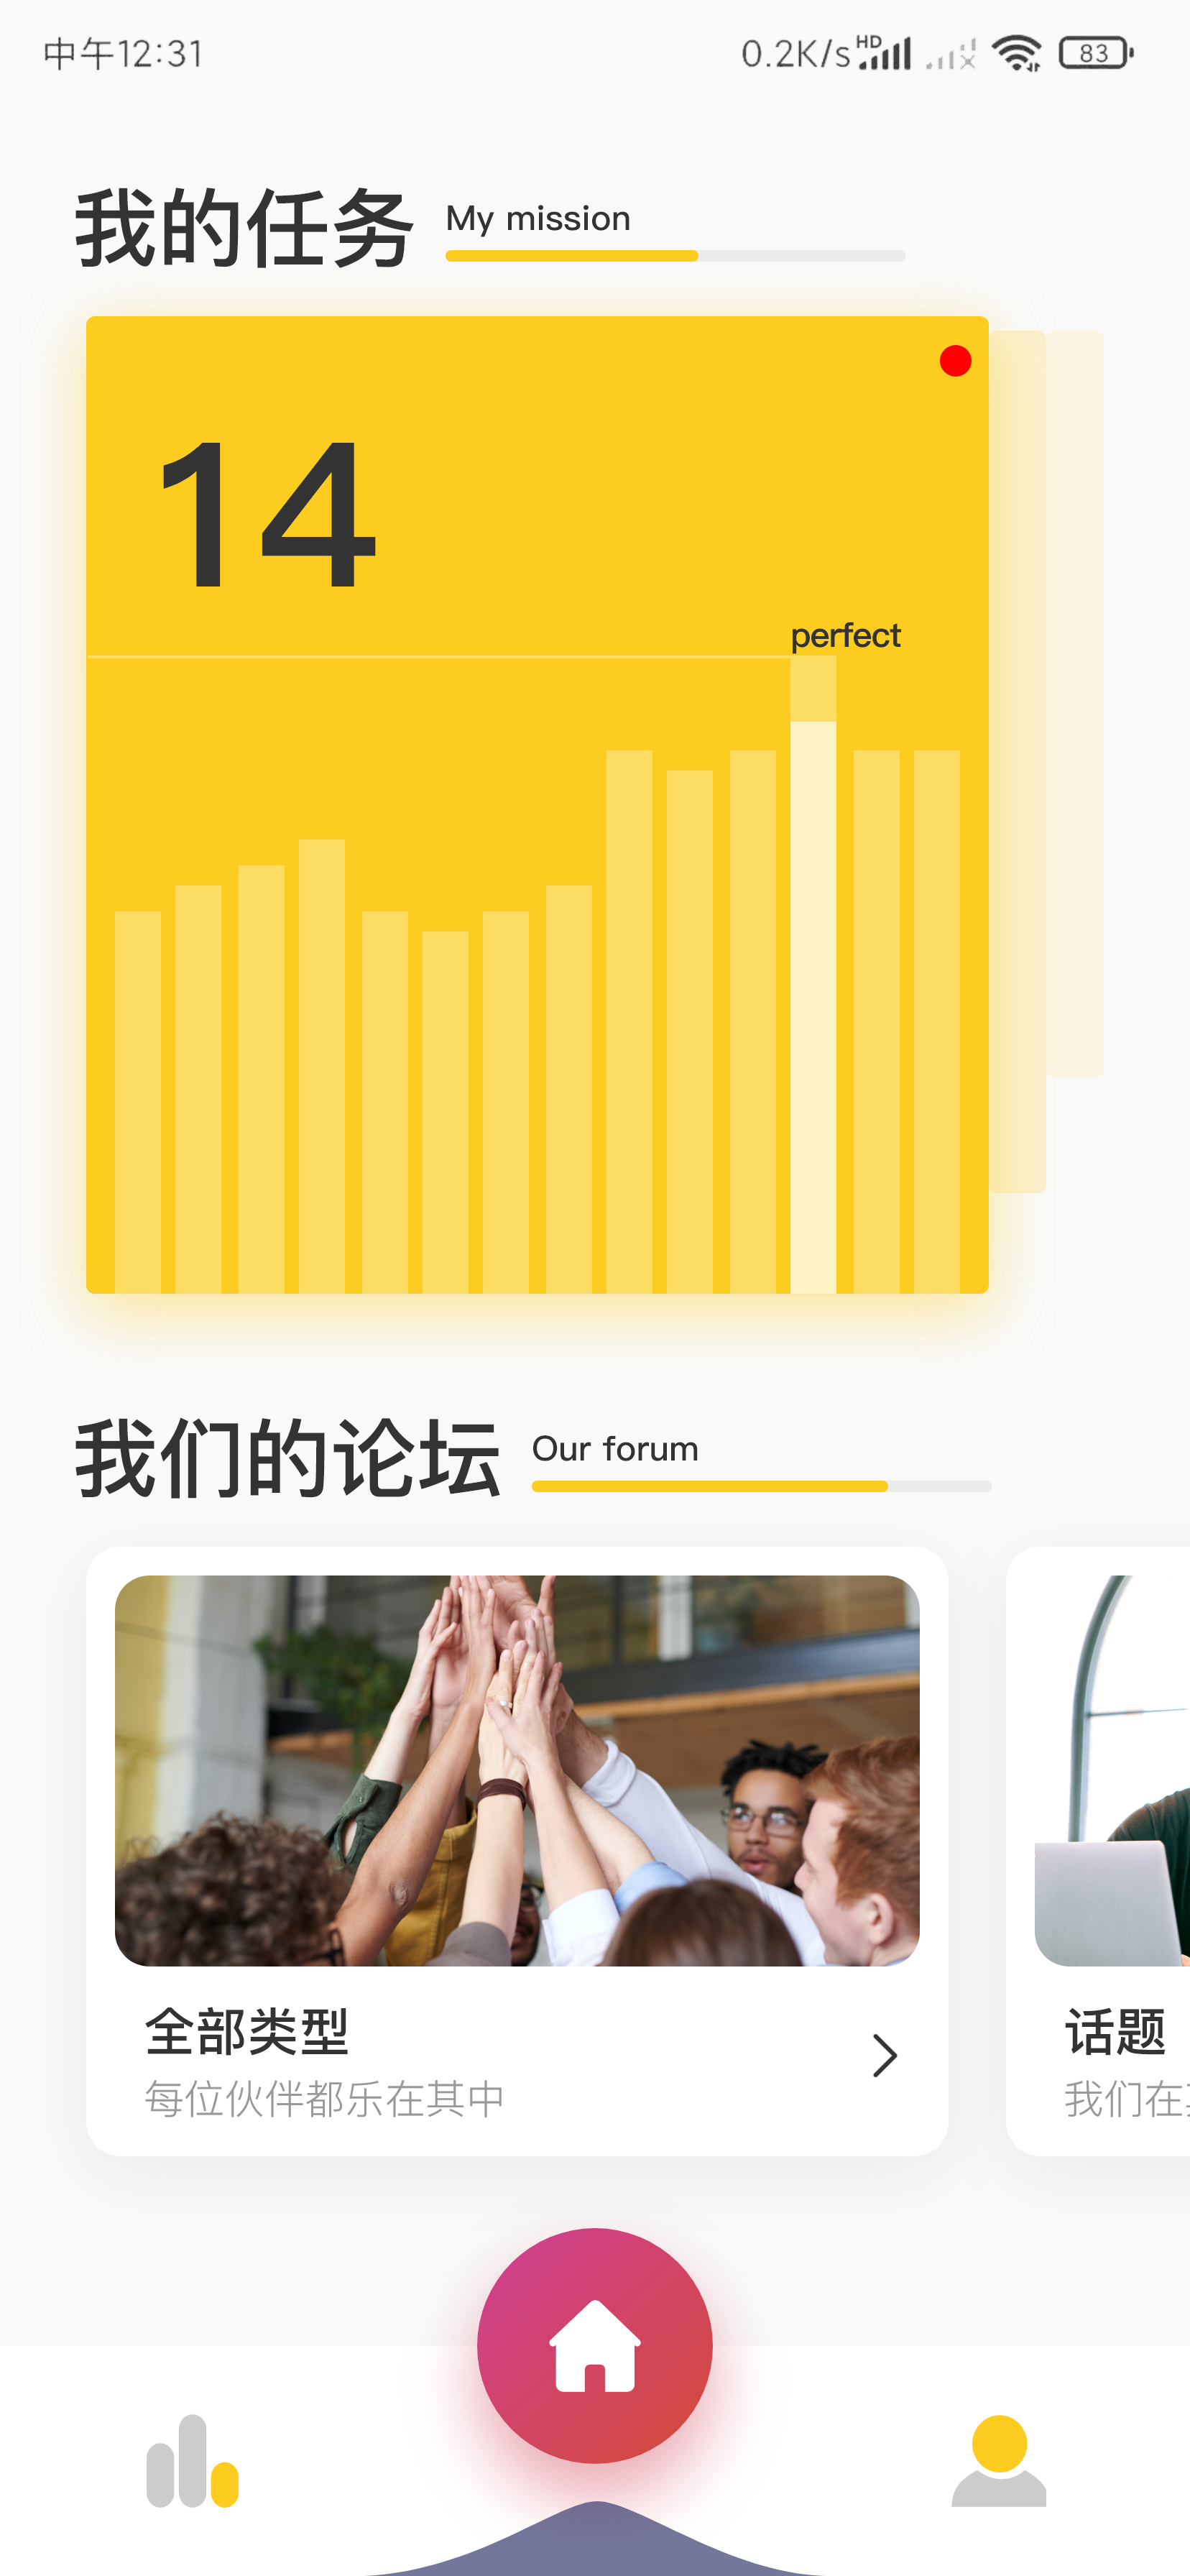 中午12:31
0.2K/s HD 83
我的任务 My mission
14
perfect
我们的论坛 Our forum
全部类型
每位伙伴都乐在其中
话题
我们在